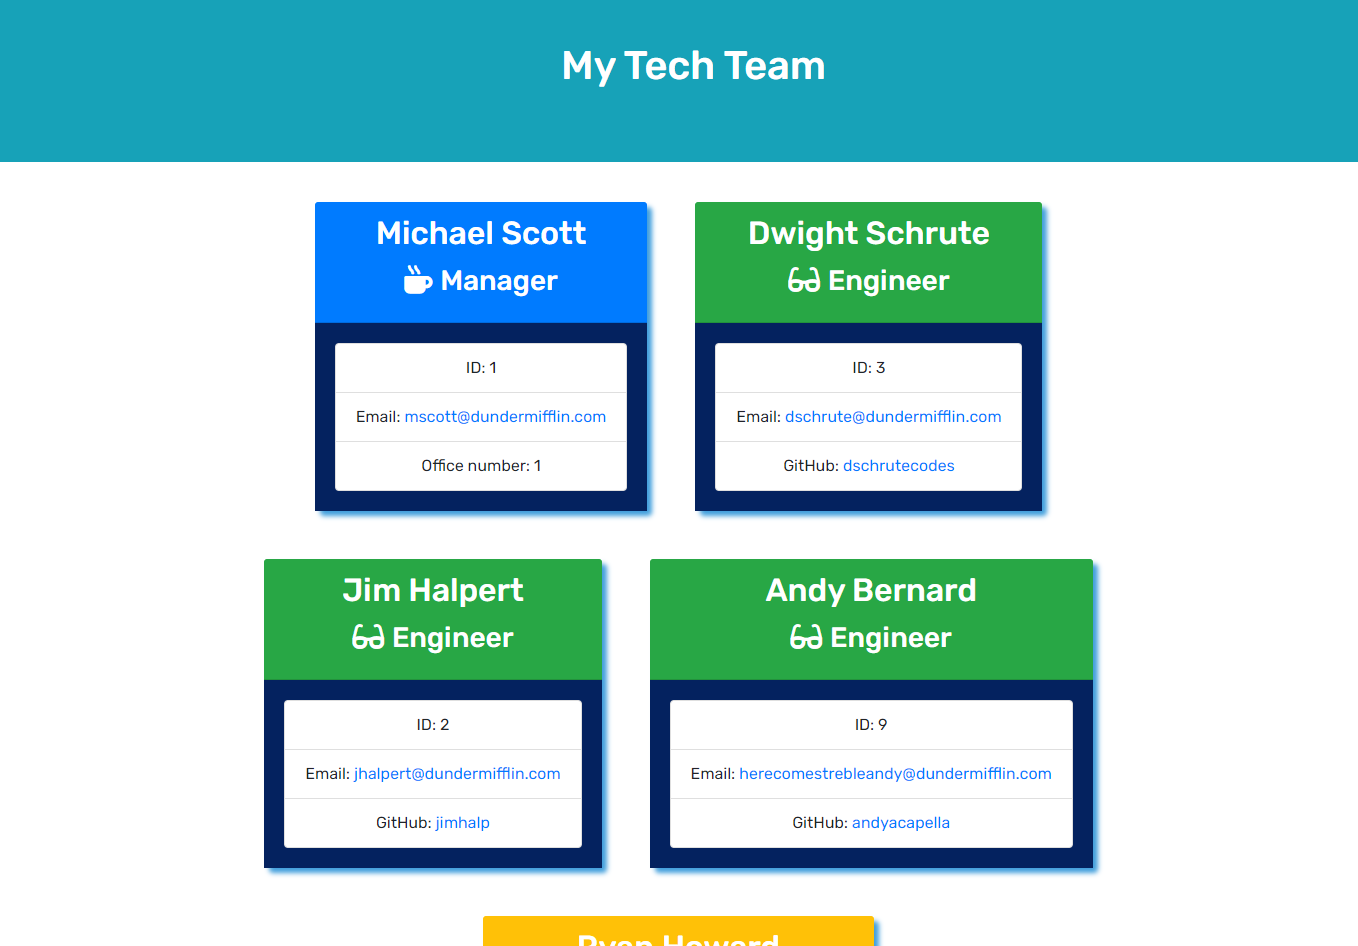 My Tech Team
Michael Scott
Manager
ID: 1
Email: mscott@dundermifflin.com
Office number: 1
Dwight Schrute
Engineer
ID: 3
Email: dschrute@dundermifflin.com
GitHub: dschrutecodes
Jim Halpert
Engineer
ID: 2
Email: jhalpert@dundermifflin.com
GitHub: jimhalp
Andy Bernard
Engineer
ID: 9
Email: herecomestrebleandy@dundermifflin.com
GitHub: andyacapella
Ryan Howard